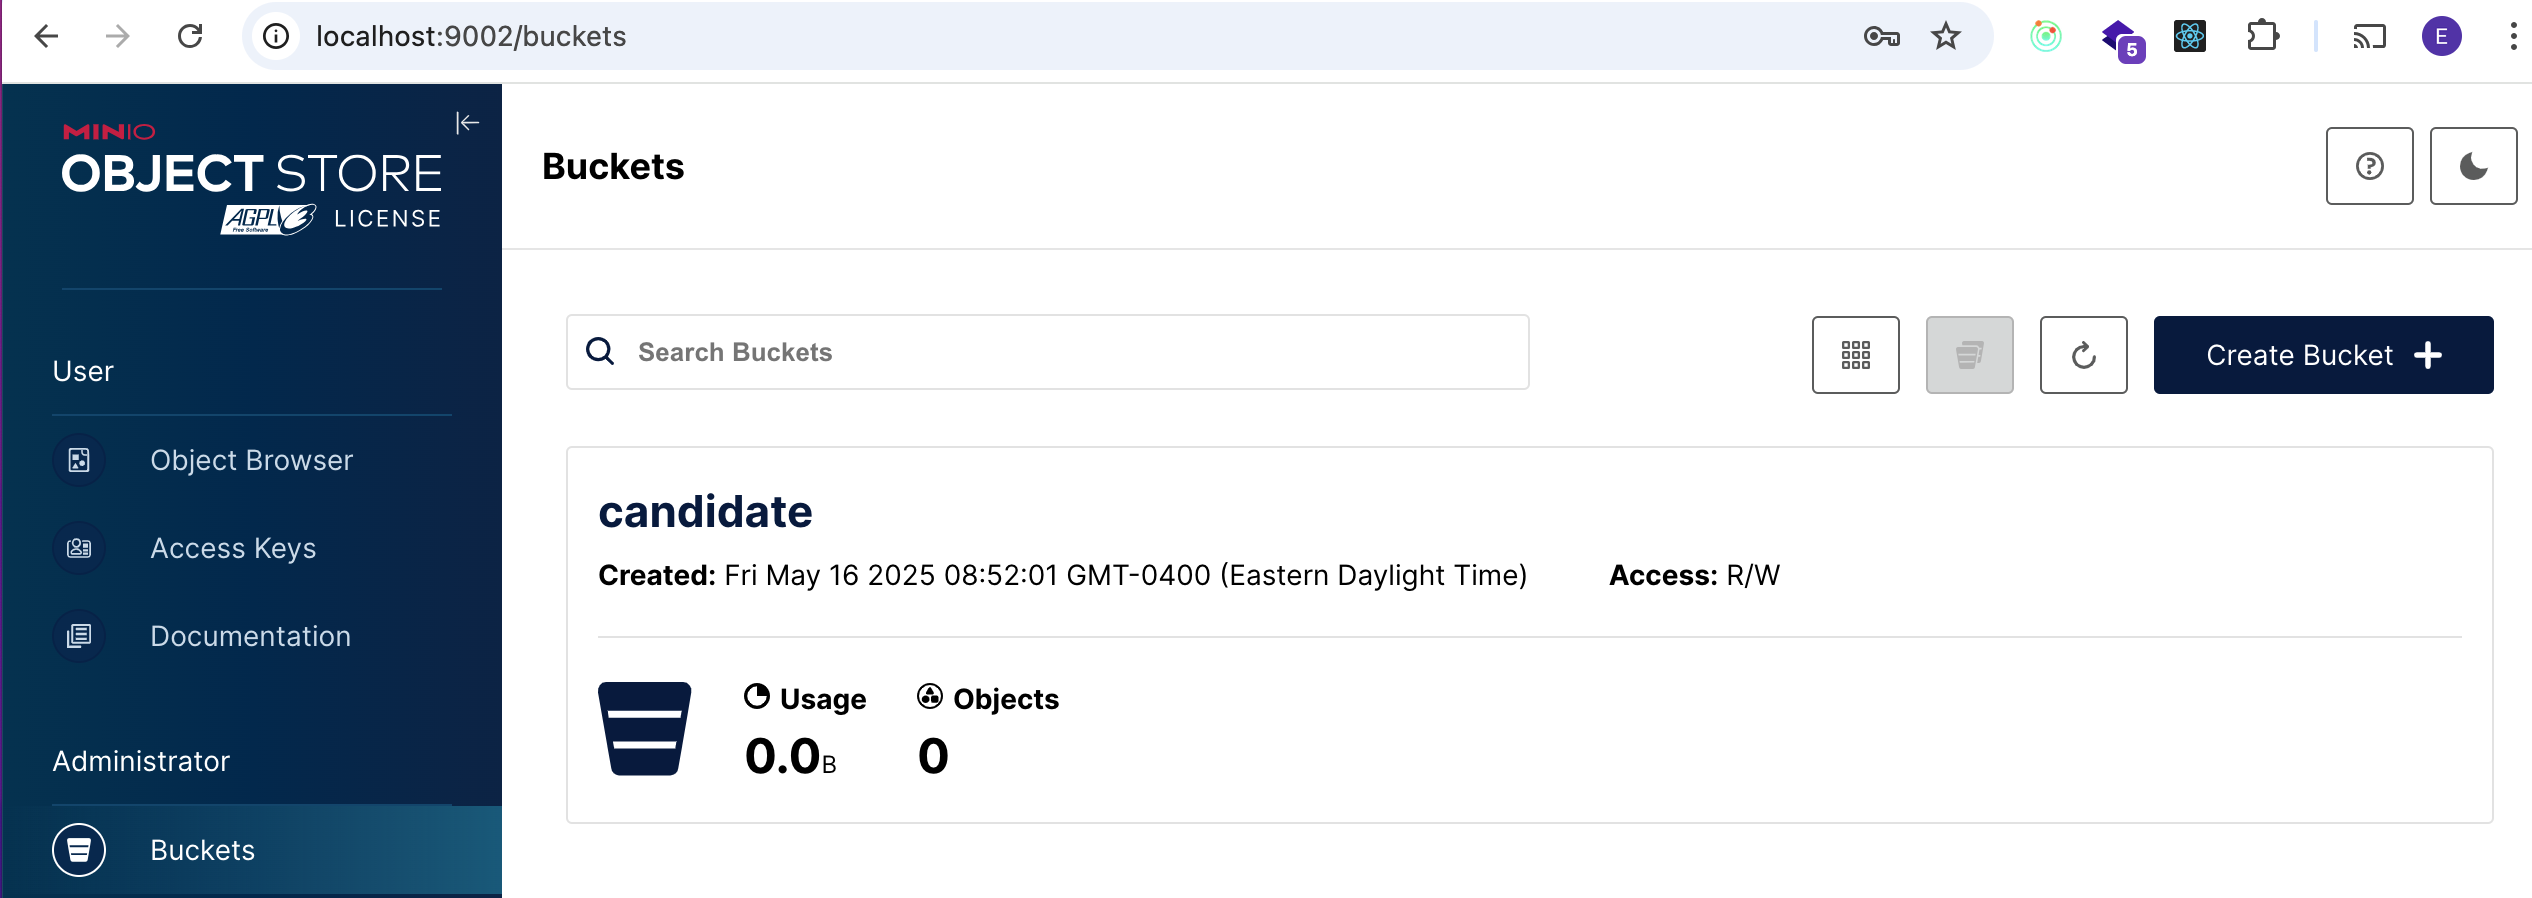 localhost:9002/buckets
5
E
MINIO
OBJECT STORE
AGPL v3 LICENSE
Free Software
User
Object Browser
Access Keys
Documentation
Administrator
Buckets
Buckets
Search Buckets
Create Bucket
candidate
Created: Fri May 16 2025 08:52:01 GMT-0400 (Eastern Daylight Time) Access: R/W
Usage Objects
0.0B 0